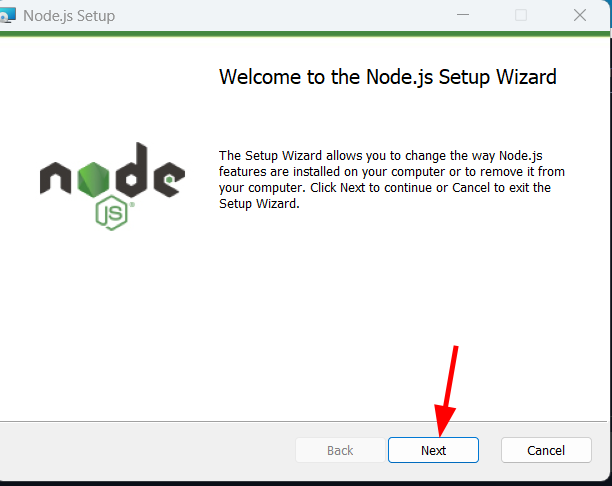 Node.js Setup
Welcome to the Node.js Setup Wizard
node
JS
The Setup Wizard allows you to change the way Node.js
features are installed on your computer or to remove it from
your computer. Click Next to continue or Cancel to exit the
Setup Wizard.
Back
Next
Cancel